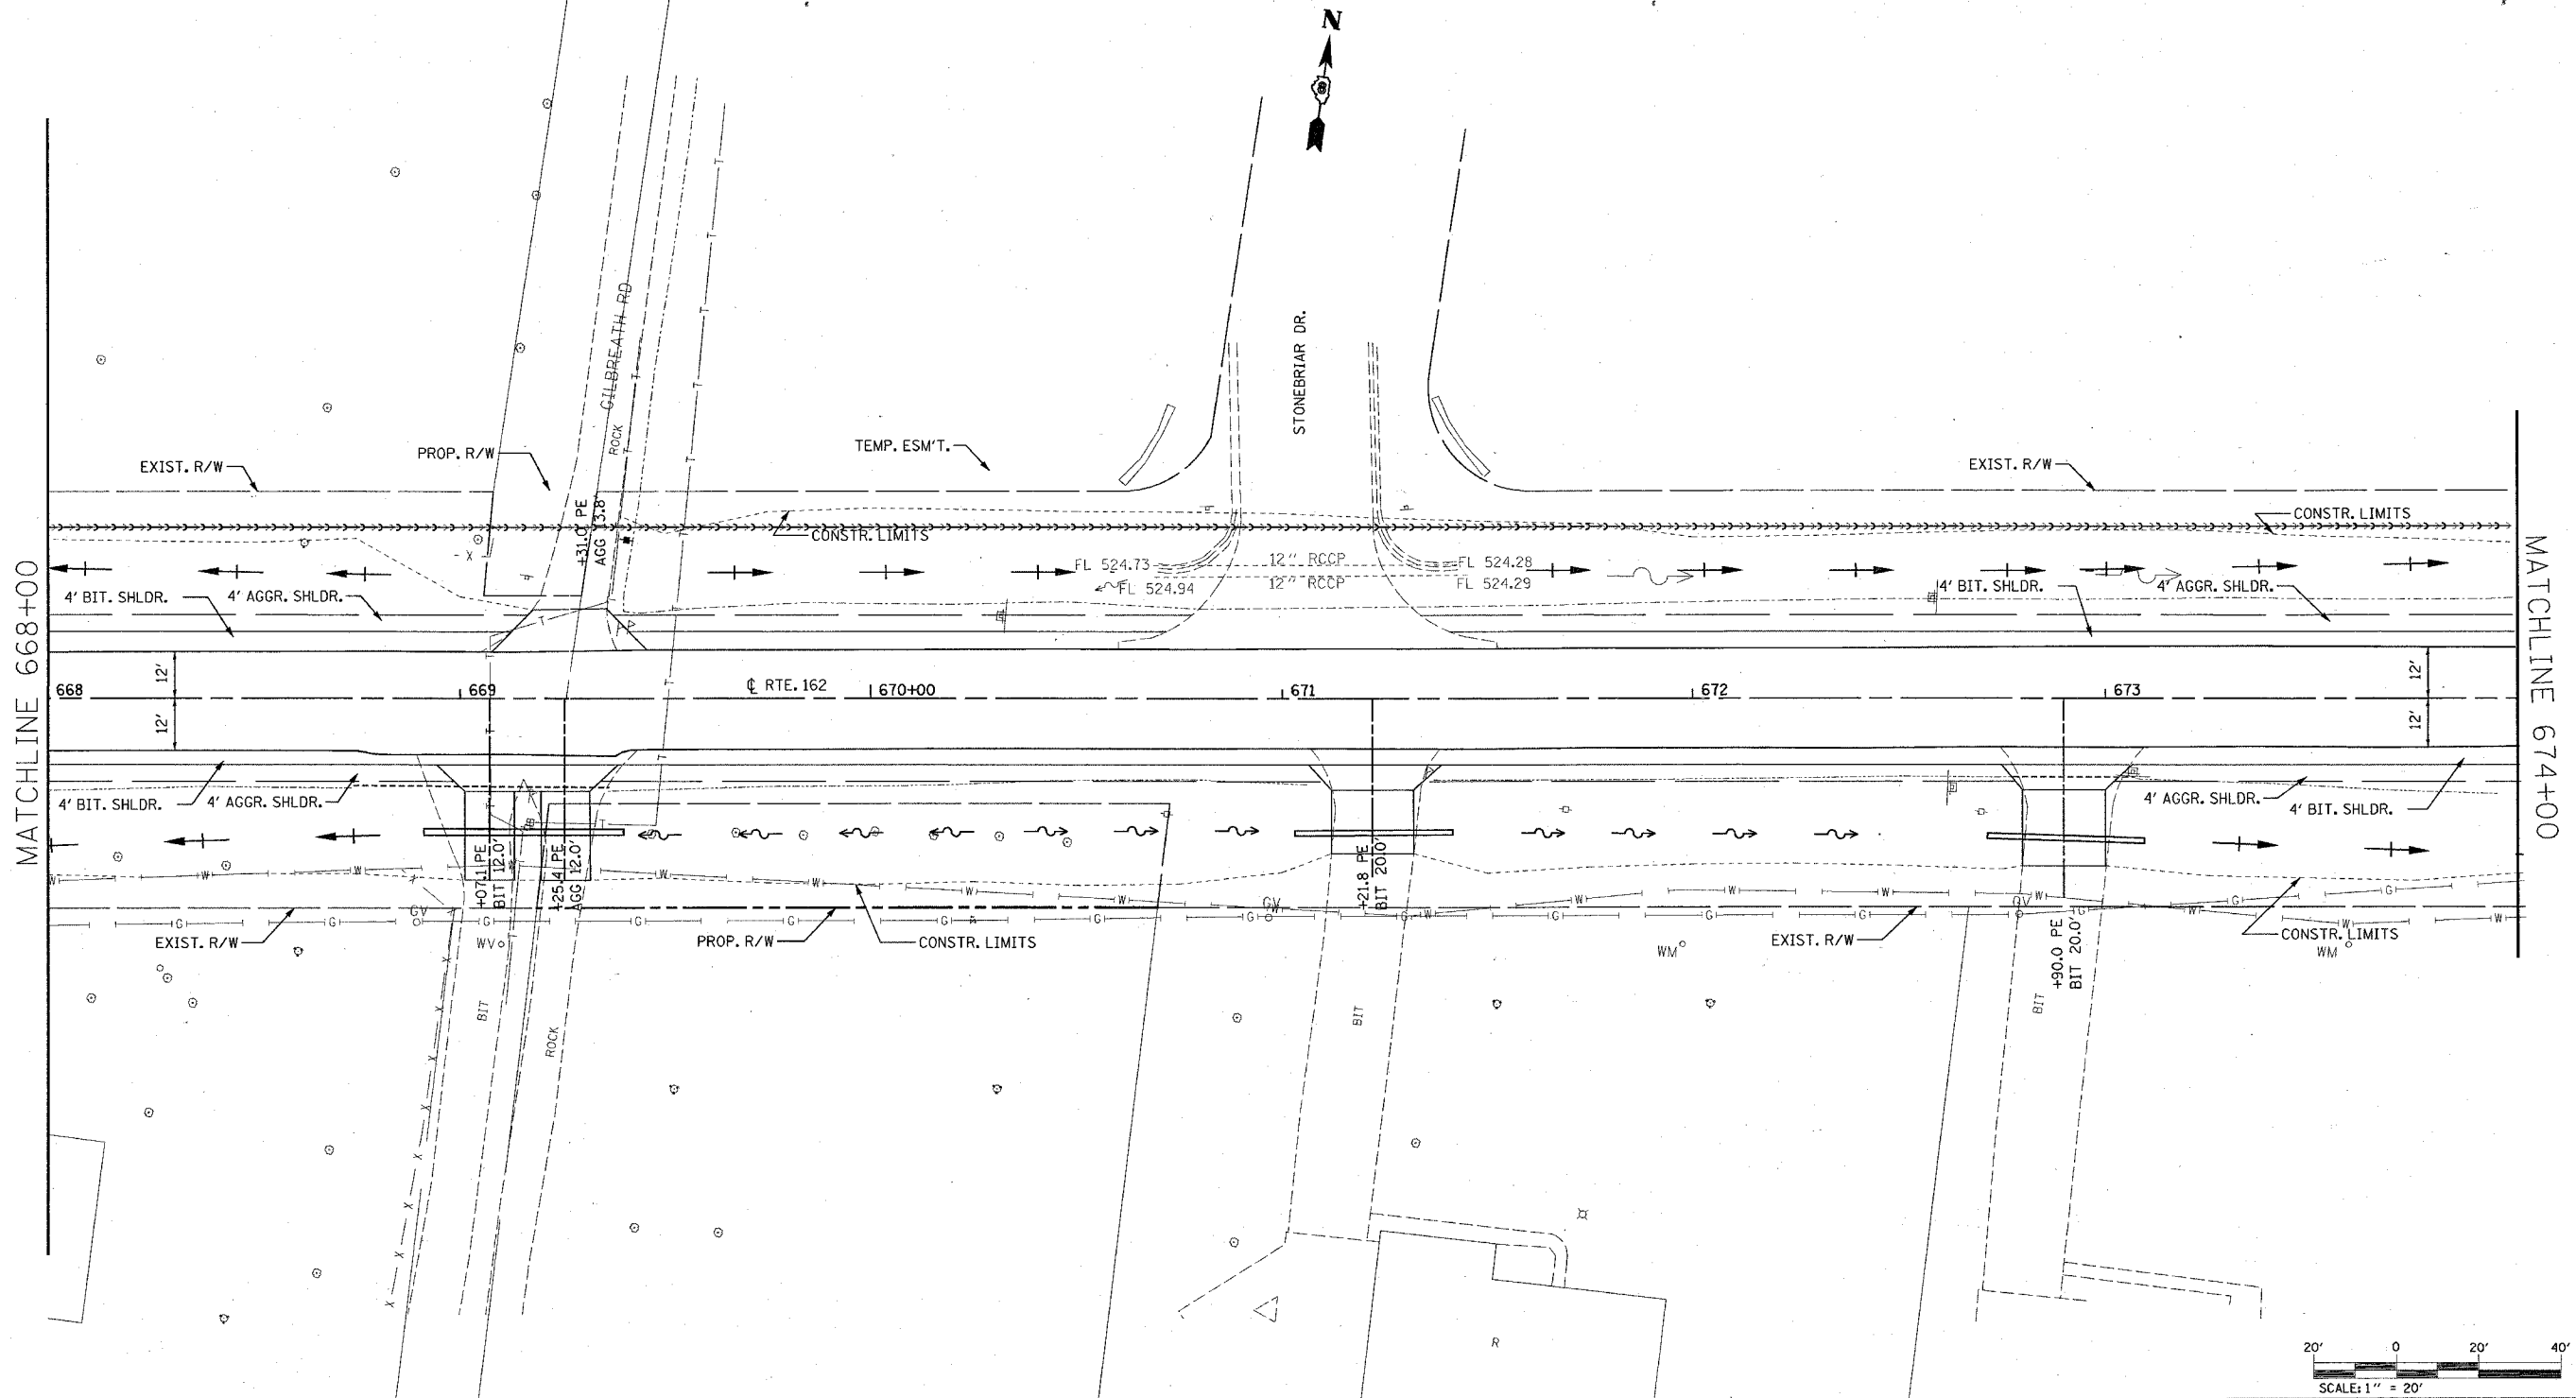 N
GILBREATH RD
ROCK
STONEBRIAR DR.
EXIST. R/W
PROP. R/W
TEMP. ESM'T.
EXIST. R/W
+31.0 PE
AGG 13.8'
CONSTR. LIMITS
CONSTR. LIMITS
FL 524.73
12" RCCP
FL 524.28
FL 524.94
12" RCCP
FL 524.29
4' BIT. SHLDR.
4' AGGR. SHLDR.
4' BIT. SHLDR.
4' AGGR. SHLDR.
MATCHLINE 668+00
MATCHLINE 674+00
12'
12'
668
669
℄ RTE. 162
670+00
671
672
673
12'
12'
4' BIT. SHLDR.
4' AGGR. SHLDR.
4' AGGR. SHLDR.
4' BIT. SHLDR.
+07.1 PE
BIT 12.0'
+25.4 PE
AGG 12.0'
+21.8 PE
BIT 20.0'
+90.0 PE
BIT 20.0'
W W W W W W W W W W W W W W W
G G G G G G G G G G G G G G G
GV
GV
GV
EXIST. R/W
WV
PROP. R/W
CONSTR. LIMITS
WM
EXIST. R/W
CONSTR. LIMITS
WM
BIT
ROCK
BIT
BIT
R
20'
0
20'
40'
SCALE: 1" = 20'